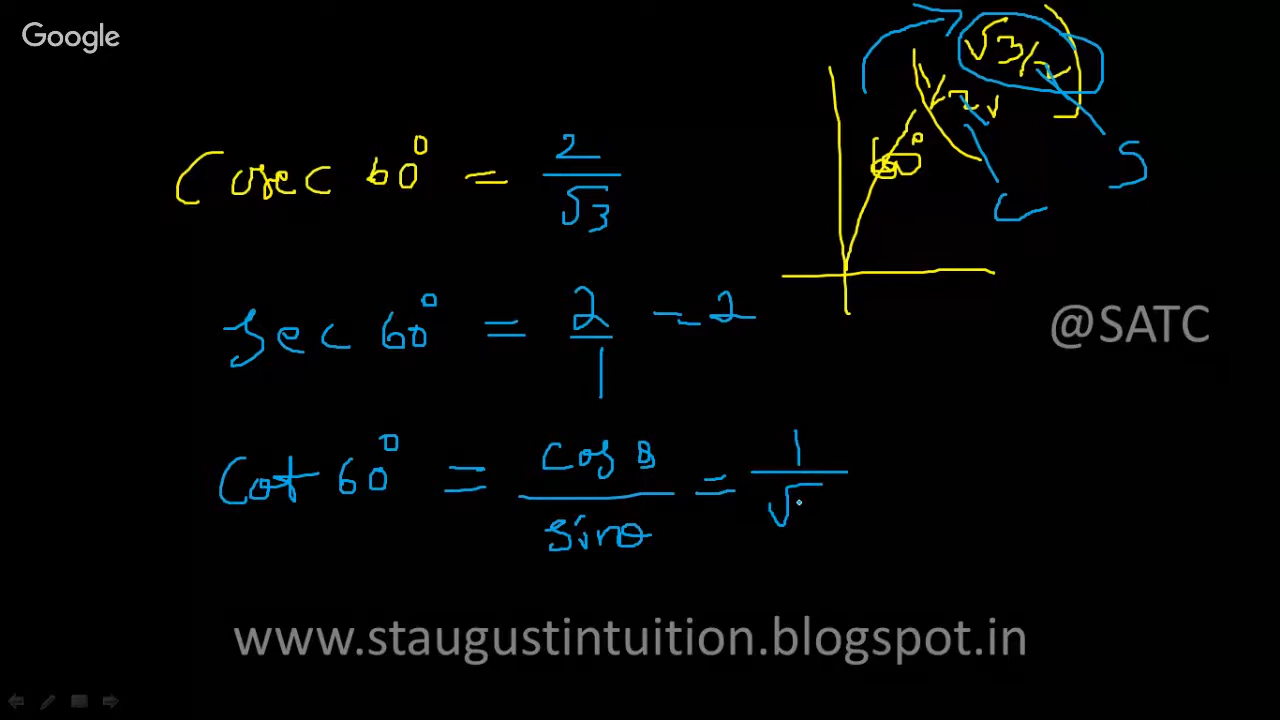 Google
√3/2
60°
S
C
Cosec 60° = 2/√3
@SATC
Sec 60° = 2/1 = 2
Cot 60° = cos θ/sin θ = 1/√
www.staugustintuition.blogspot.in